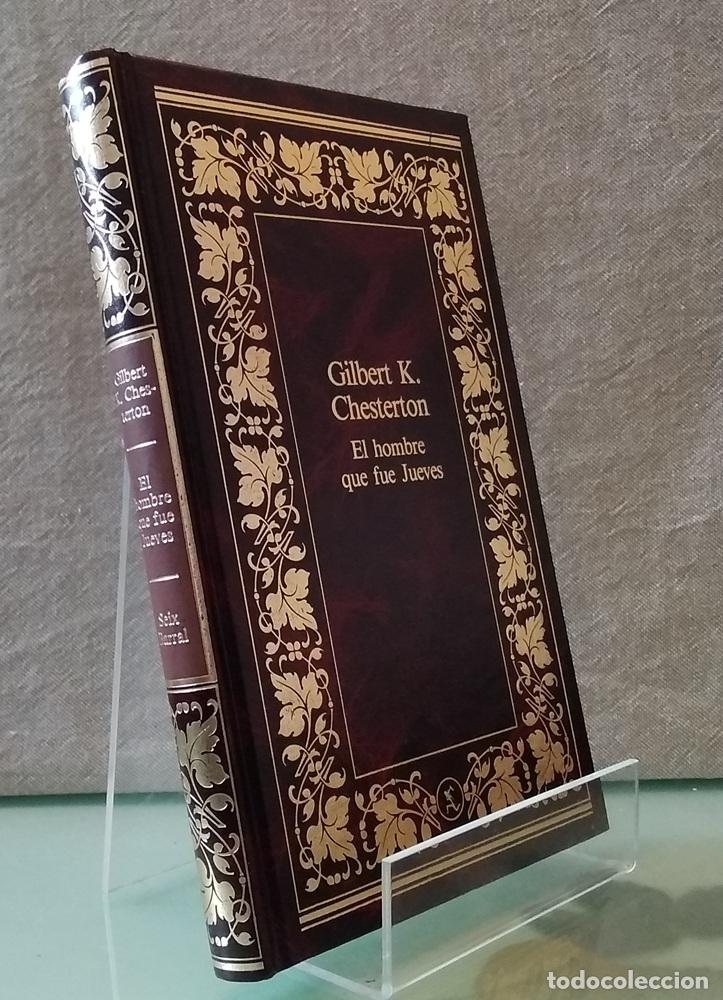 Gilbert K.
Chesterton
El hombre
que fue Jueves
Gilbert
K. Ches-
terton
El
hombre
que fue
Jueves
Seix
Barral
todocoleccion